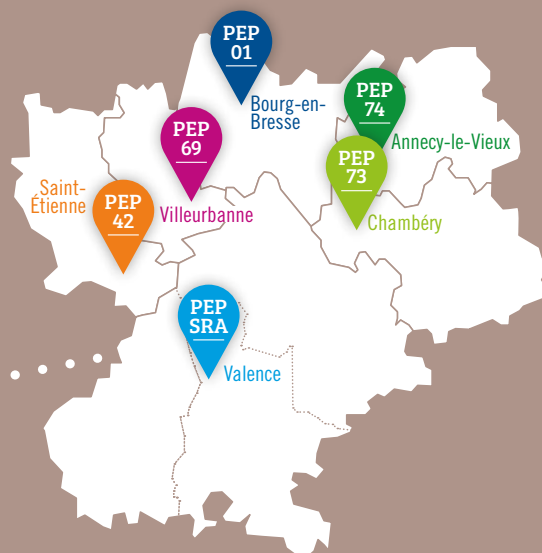 PEP
01
Bourg-en-
Bresse
PEP
74
Annecy-le-Vieux
PEP
69
Villeurbanne
PEP
73
Chambéry
Saint-
Étienne
PEP
42
PEP
SRA
Valence